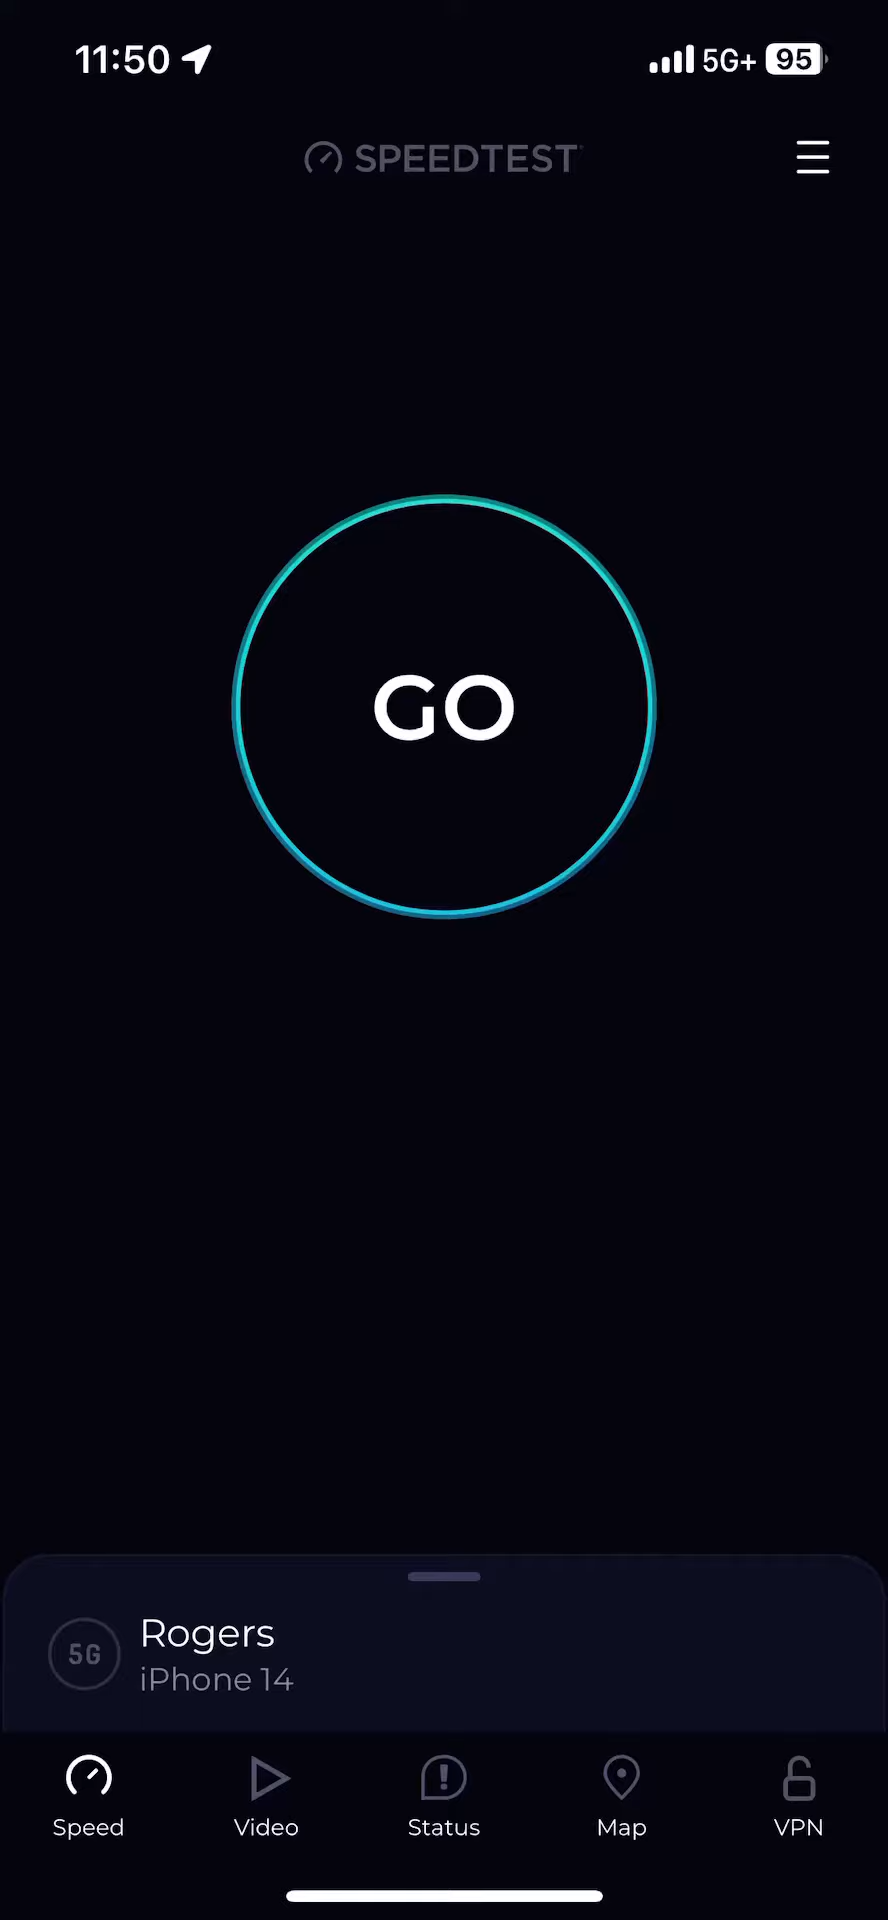 11:50 5G+ 95
SPEEDTEST
GO
5G
Rogers
iPhone 14
Speed Video Status Map VPN